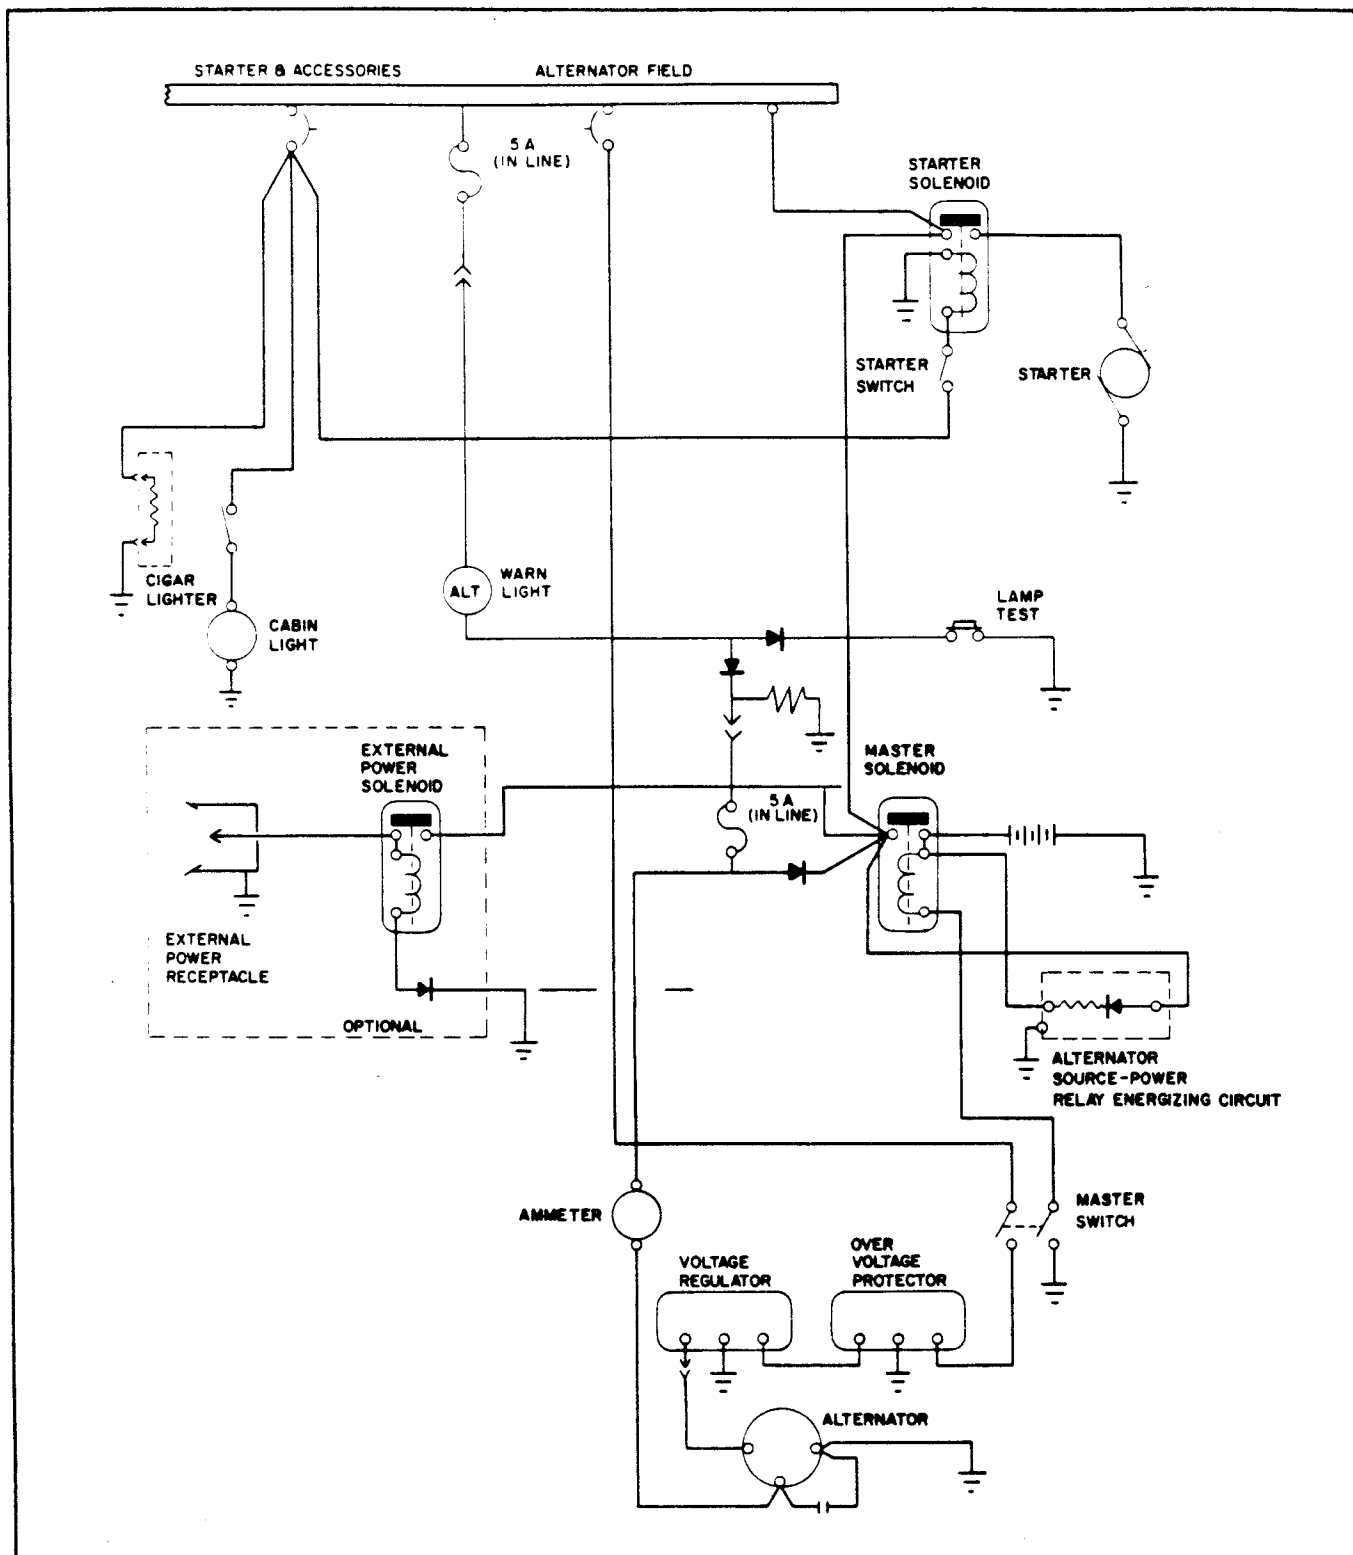 STARTER & ACCESSORIES
ALTERNATOR FIELD
5A
(IN LINE)
STARTER
SOLENOID
STARTER
SWITCH
STARTER
CIGAR
LIGHTER
CABIN
LIGHT
ALT
WARN
LIGHT
LAMP
TEST
EXTERNAL
POWER
SOLENOID
MASTER
SOLENOID
5A
(IN LINE)
EXTERNAL
POWER
RECEPTACLE
OPTIONAL
ALTERNATOR
SOURCE-POWER
RELAY ENERGIZING CIRCUIT
AMMETER
MASTER
SWITCH
VOLTAGE
REGULATOR
OVER
VOLTAGE
PROTECTOR
ALTERNATOR